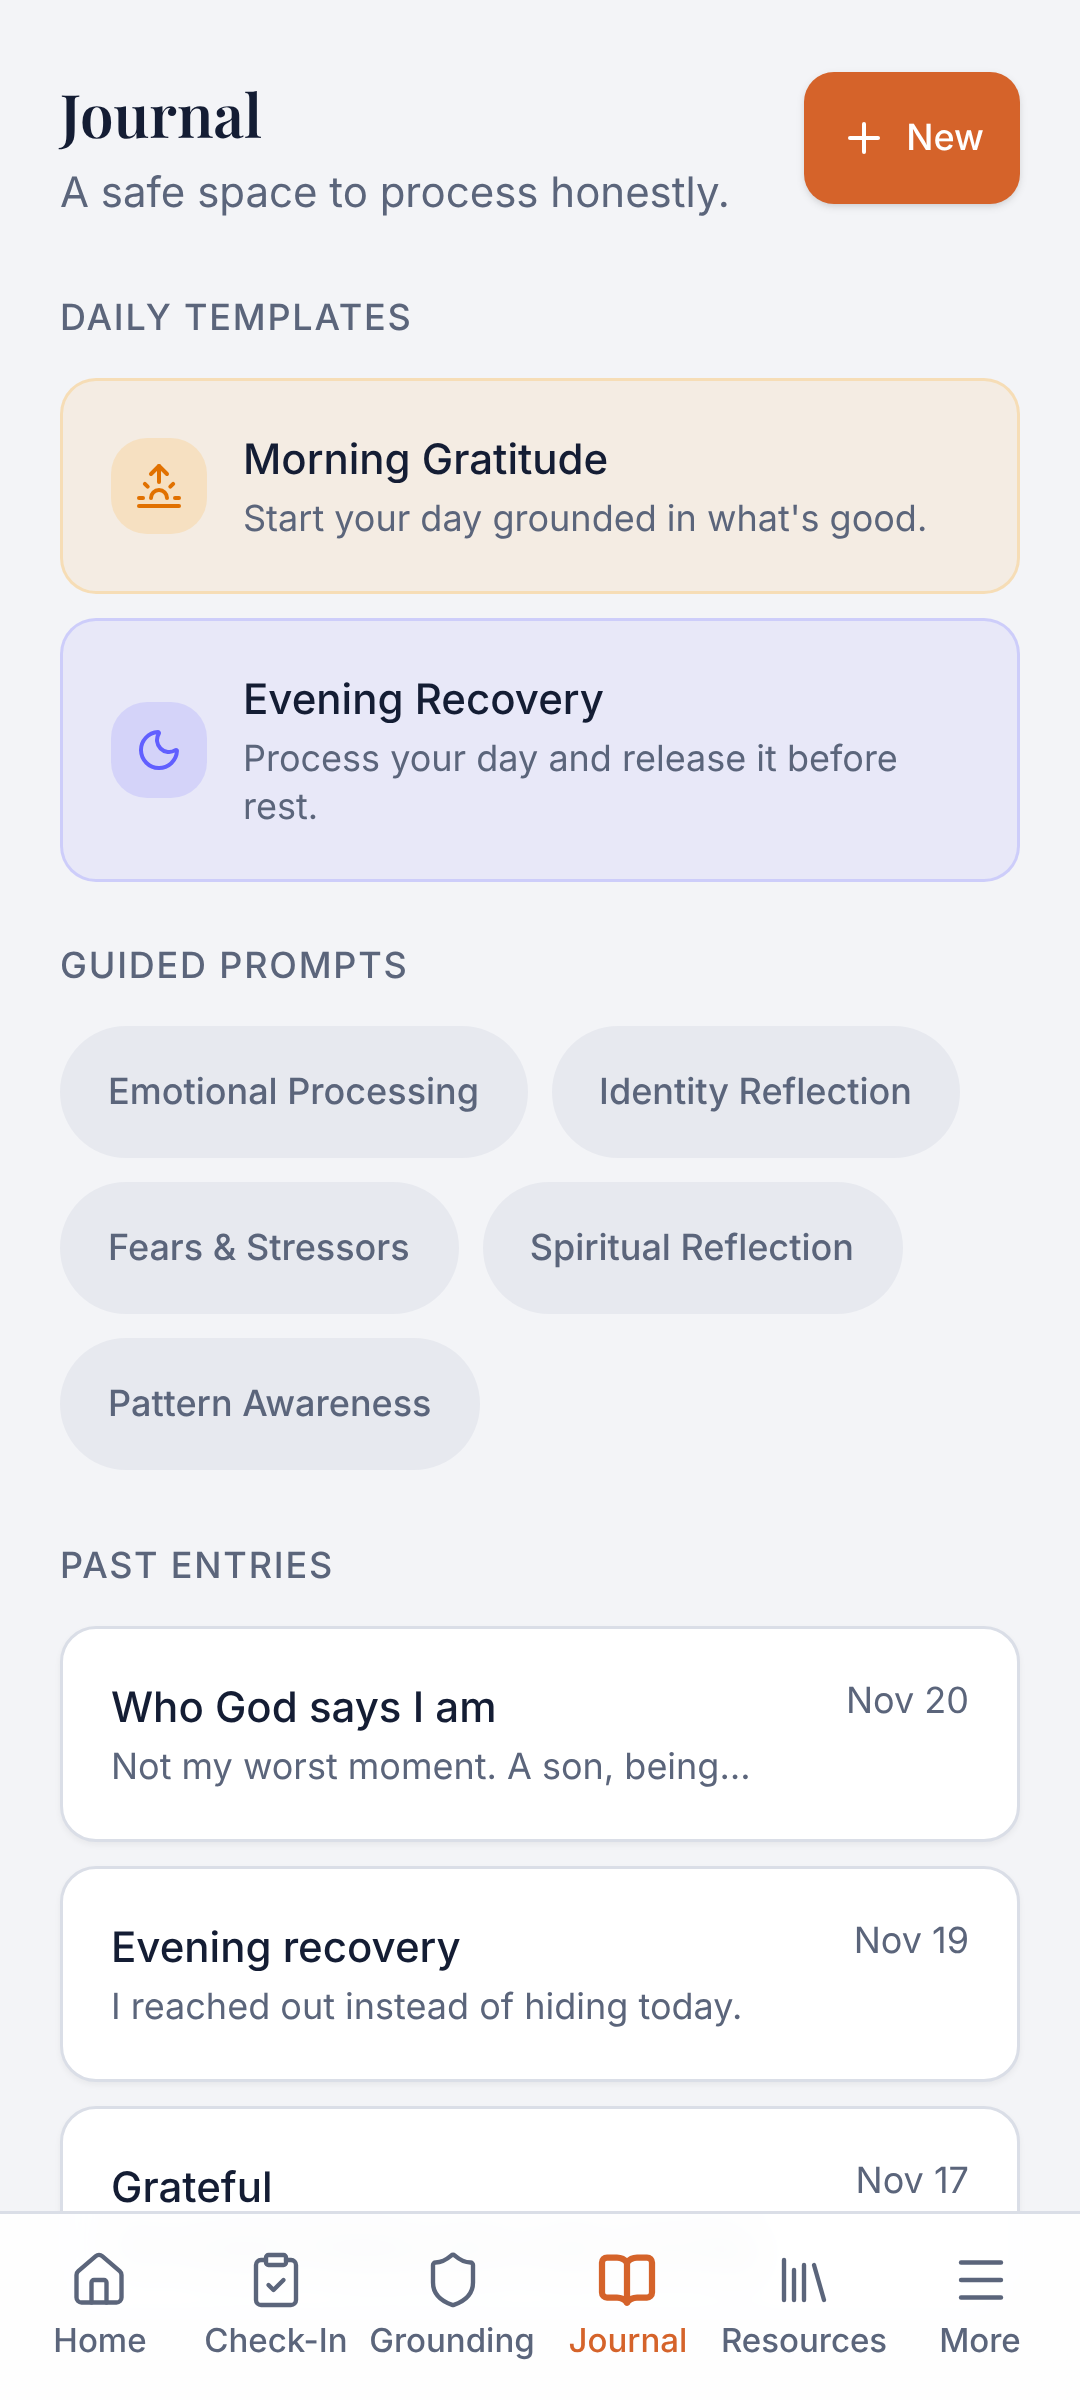 Journal
New
A safe space to process honestly.
DAILY TEMPLATES
Morning Gratitude
Start your day grounded in what's good.
Evening Recovery
Process your day and release it before
rest.
GUIDED PROMPTS
Emotional Processing
Identity Reflection
Fears & Stressors
Spiritual Reflection
Pattern Awareness
PAST ENTRIES
Who God says I am
Nov 20
Not my worst moment. A son, being...
Evening recovery
Nov 19
I reached out instead of hiding today.
Grateful
Nov 17
Home
Check-In
Grounding
Journal
Resources
More